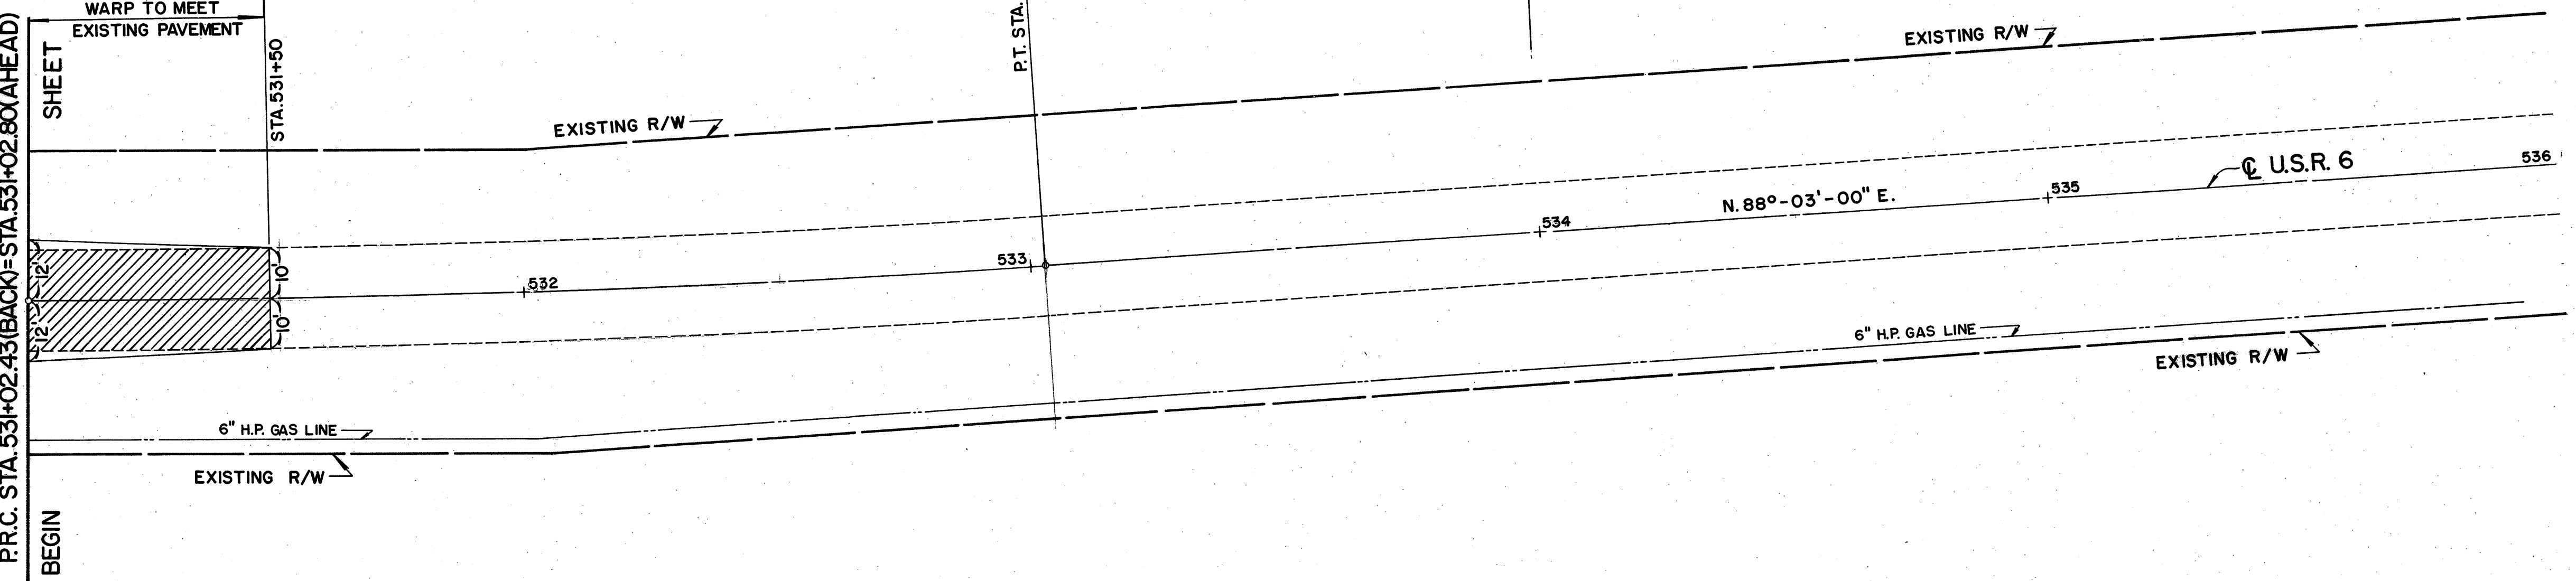 P.R.C. STA. 531+02.43(BACK)=STA.531+02.80(AHEAD)
BEGIN SHEET
WARP TO MEET
EXISTING PAVEMENT
STA.531+50
P.T. STA.
EXISTING R/W
EXISTING R/W
12'
12'
10'
10'
532
533
534
N. 88°-03'-00" E.
535
℄ U.S.R. 6
536
6" H.P. GAS LINE
EXISTING R/W
6" H.P. GAS LINE
EXISTING R/W